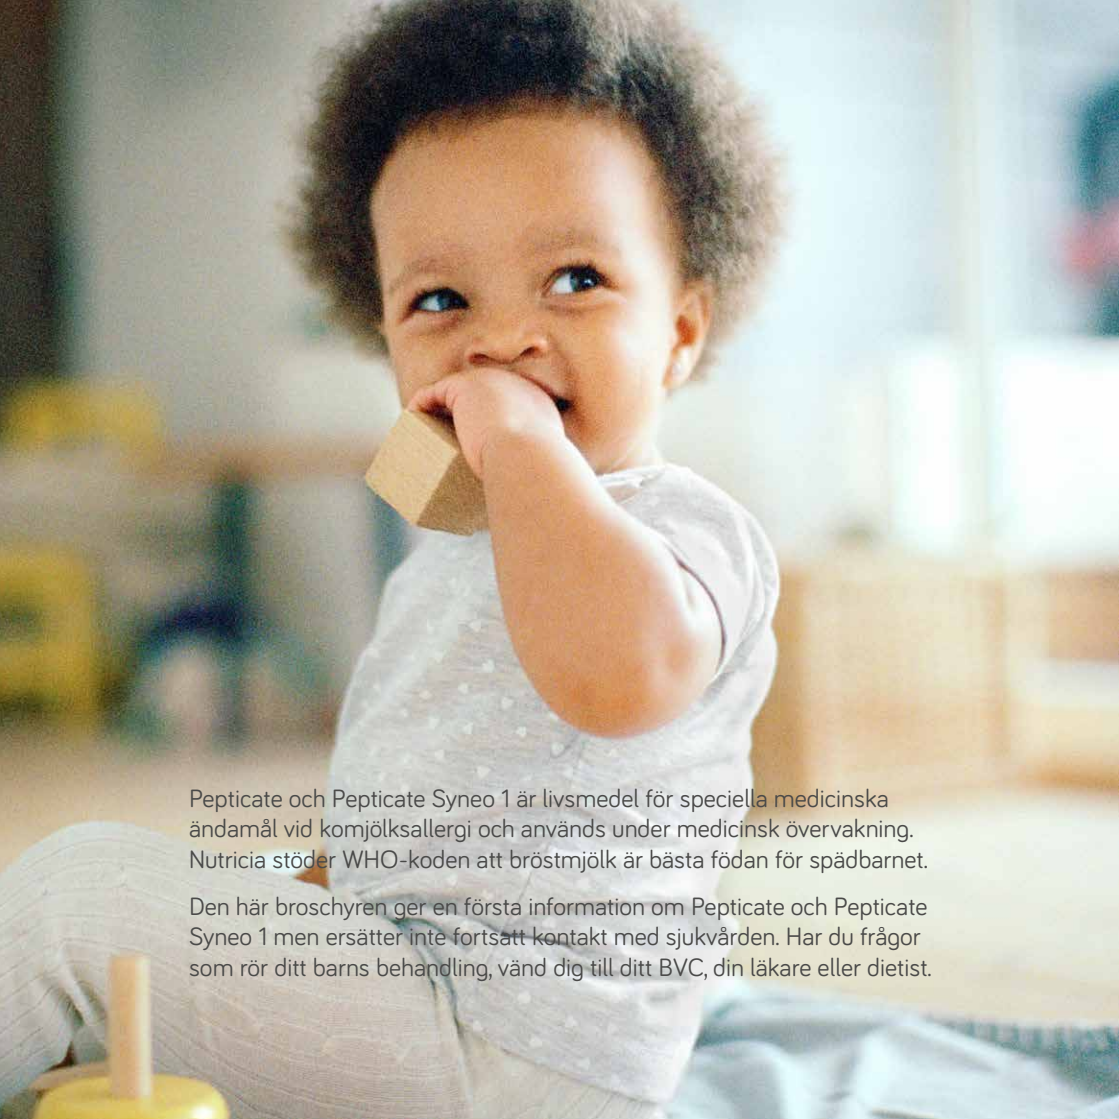 Pepticate och Pepticate Syneo 1 är livsmedel för speciella medicinska
ändamål vid komjölksallergi och används under medicinsk övervakning.
Nutricia stöder WHO-koden att bröstmjölk är bästa födan för spädbarnet.
Den här broschyren ger en första information om Pepticate och Pepticate
Syneo 1 men ersätter inte fortsatt kontakt med sjukvården. Har du frågor
som rör ditt barns behandling, vänd dig till ditt BVC, din läkare eller dietist.